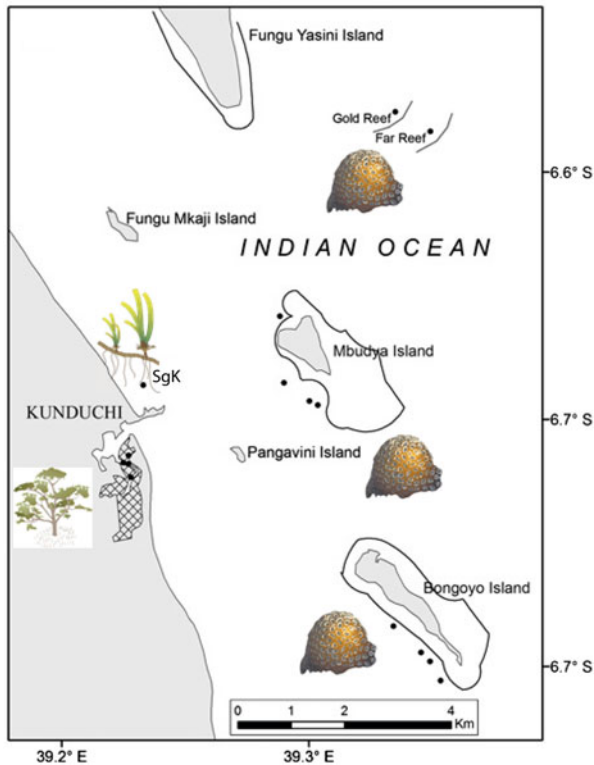 Fungu Yasini Island
Gold Reef
Far Reef
6.6° S
Fungu Mkaji Island
INDIAN OCEAN
Mbudya Island
SgK
KUNDUCHI
6.7° S
Pangavini Island
Bongoyo Island
6.7° S
0 1 2 4
Km
39.2° E 39.3° E